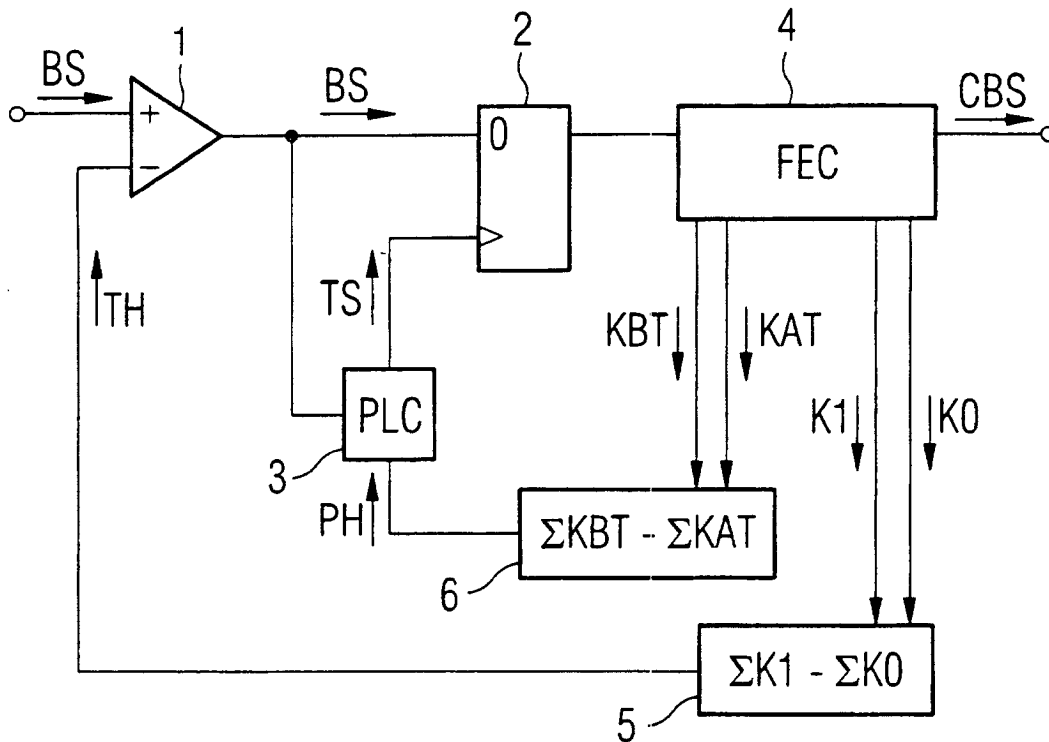 1
2
4
BS
BS
CBS
+
−
0
FEC
TH
TS
KBT
KAT
PLC
K1
K0
3
PH
ΣKBT - ΣKAT
6
ΣK1 - ΣK0
5